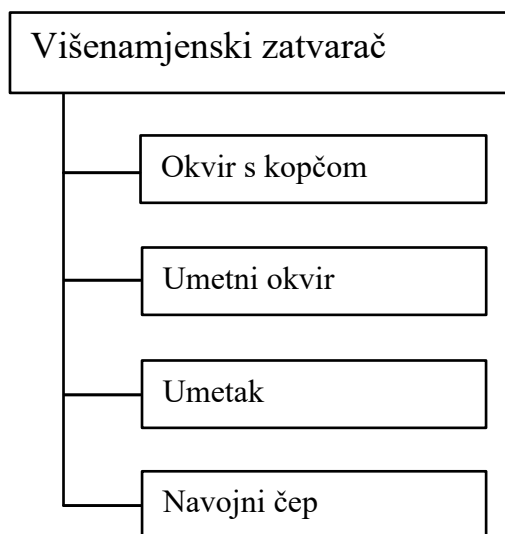 Višenamjenski zatvarač
Okvir s kopčom
Umetni okvir
Umetak
Navojni čep